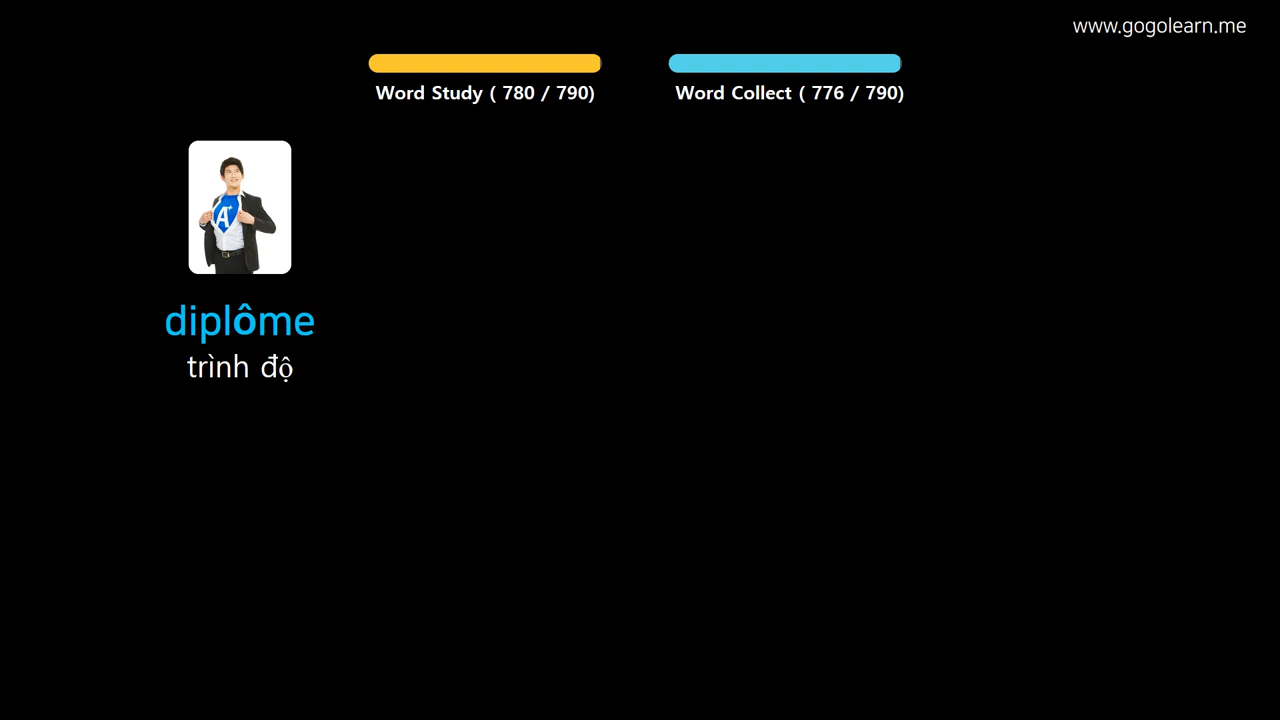 www.gogolearn.me
Word Study ( 780 / 790)
Word Collect ( 776 / 790)
A+
diplôme
trình độ